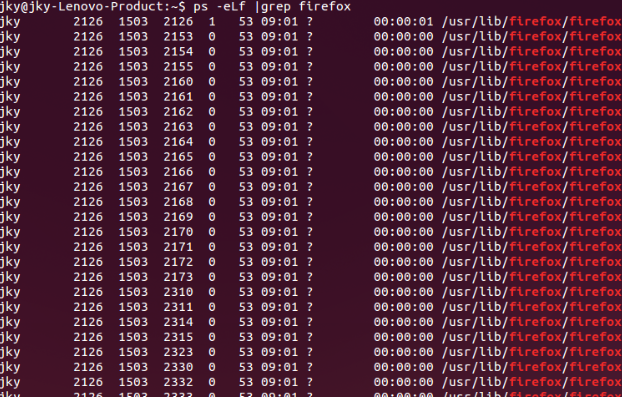 jky@jky-Lenovo-Product:~$ ps -eLf |grep firefox
jky 2126 1503 2126 1 53 09:01 ? 00:00:01 /usr/lib/firefox/firefox
jky 2126 1503 2153 0 53 09:01 ? 00:00:00 /usr/lib/firefox/firefox
jky 2126 1503 2154 0 53 09:01 ? 00:00:00 /usr/lib/firefox/firefox
jky 2126 1503 2155 0 53 09:01 ? 00:00:00 /usr/lib/firefox/firefox
jky 2126 1503 2160 0 53 09:01 ? 00:00:00 /usr/lib/firefox/firefox
jky 2126 1503 2161 0 53 09:01 ? 00:00:00 /usr/lib/firefox/firefox
jky 2126 1503 2162 0 53 09:01 ? 00:00:00 /usr/lib/firefox/firefox
jky 2126 1503 2163 0 53 09:01 ? 00:00:00 /usr/lib/firefox/firefox
jky 2126 1503 2164 0 53 09:01 ? 00:00:00 /usr/lib/firefox/firefox
jky 2126 1503 2165 0 53 09:01 ? 00:00:00 /usr/lib/firefox/firefox
jky 2126 1503 2166 0 53 09:01 ? 00:00:00 /usr/lib/firefox/firefox
jky 2126 1503 2167 0 53 09:01 ? 00:00:00 /usr/lib/firefox/firefox
jky 2126 1503 2168 0 53 09:01 ? 00:00:00 /usr/lib/firefox/firefox
jky 2126 1503 2169 0 53 09:01 ? 00:00:00 /usr/lib/firefox/firefox
jky 2126 1503 2170 0 53 09:01 ? 00:00:00 /usr/lib/firefox/firefox
jky 2126 1503 2171 0 53 09:01 ? 00:00:00 /usr/lib/firefox/firefox
jky 2126 1503 2172 0 53 09:01 ? 00:00:00 /usr/lib/firefox/firefox
jky 2126 1503 2173 0 53 09:01 ? 00:00:00 /usr/lib/firefox/firefox
jky 2126 1503 2310 0 53 09:01 ? 00:00:00 /usr/lib/firefox/firefox
jky 2126 1503 2311 0 53 09:01 ? 00:00:00 /usr/lib/firefox/firefox
jky 2126 1503 2314 0 53 09:01 ? 00:00:00 /usr/lib/firefox/firefox
jky 2126 1503 2315 0 53 09:01 ? 00:00:00 /usr/lib/firefox/firefox
jky 2126 1503 2323 0 53 09:01 ? 00:00:00 /usr/lib/firefox/firefox
jky 2126 1503 2330 0 53 09:01 ? 00:00:00 /usr/lib/firefox/firefox
jky 2126 1503 2332 0 53 09:01 ? 00:00:00 /usr/lib/firefox/firefox
jky 2126 1503 2333 0 53 09:01 ? 00:00:00 /usr/lib/firefox/firefox